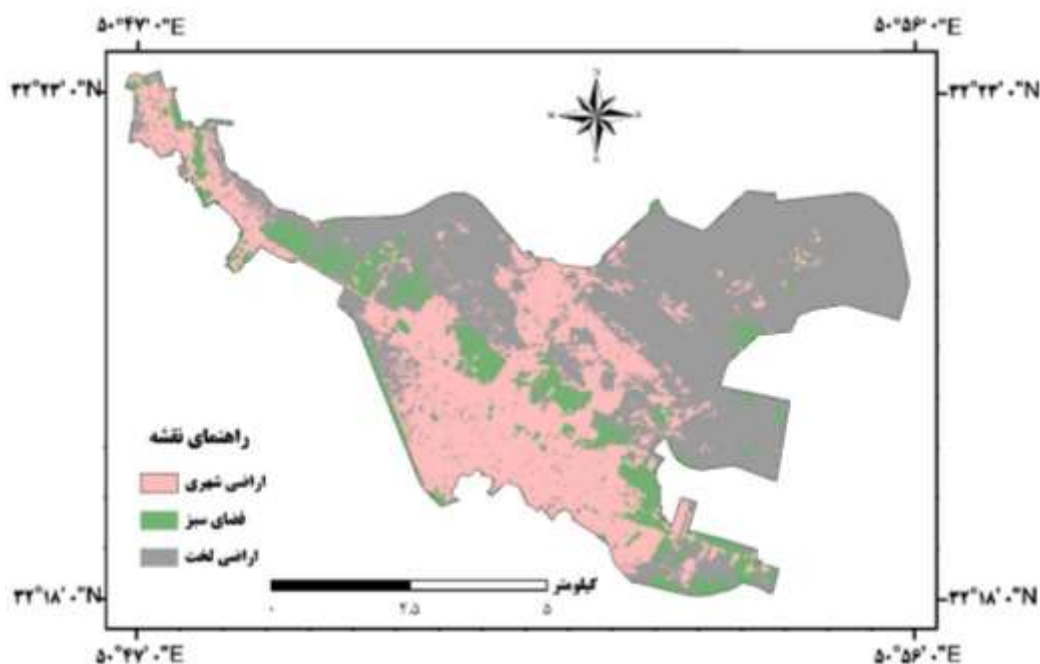 ۵۰°۴۷'۰"E ۵۰°۵۶'۰"E
۳۲°۲۳'۰"N ۳۲°۲۳'۰"N
راهنمای نقشه
اراضی شهری
فضای سبز
اراضی لخت
کیلومتر
۰ ۲.۵ ۵
۳۲°۱۸'۰"N ۳۲°۱۸'۰"N
۵۰°۴۷'۰"E ۵۰°۵۶'۰"E